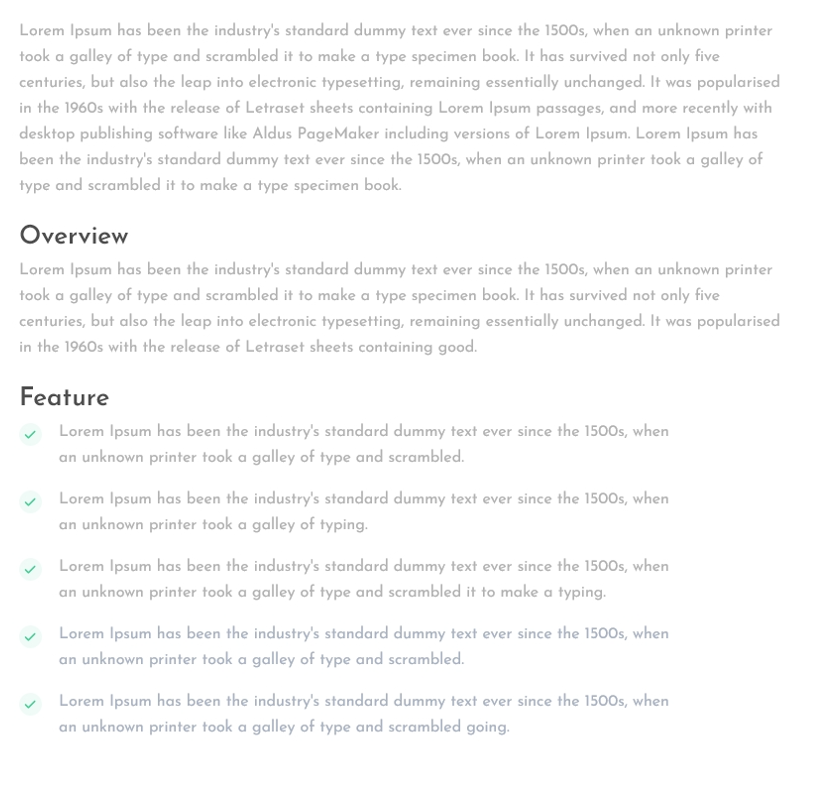 Lorem Ipsum has been the industry's standard dummy text ever since the 1500s, when an unknown printer
took a galley of type and scrambled it to make a type specimen book. It has survived not only five
centuries, but also the leap into electronic typesetting, remaining essentially unchanged. It was popularised
in the 1960s with the release of Letraset sheets containing Lorem Ipsum passages, and more recently with
desktop publishing software like Aldus PageMaker including versions of Lorem Ipsum. Lorem Ipsum has
been the industry's standard dummy text ever since the 1500s, when an unknown printer took a galley of
type and scrambled it to make a type specimen book.
Overview
Lorem Ipsum has been the industry's standard dummy text ever since the 1500s, when an unknown printer
took a galley of type and scrambled it to make a type specimen book. It has survived not only five
centuries, but also the leap into electronic typesetting, remaining essentially unchanged. It was popularised
in the 1960s with the release of Letraset sheets containing good.
Feature
Lorem Ipsum has been the industry's standard dummy text ever since the 1500s, when
an unknown printer took a galley of type and scrambled.
Lorem Ipsum has been the industry's standard dummy text ever since the 1500s, when
an unknown printer took a galley of typing.
Lorem Ipsum has been the industry's standard dummy text ever since the 1500s, when
an unknown printer took a galley of type and scrambled it to make a typing.
Lorem Ipsum has been the industry's standard dummy text ever since the 1500s, when
an unknown printer took a galley of type and scrambled.
Lorem Ipsum has been the industry's standard dummy text ever since the 1500s, when
an unknown printer took a galley of type and scrambled going.